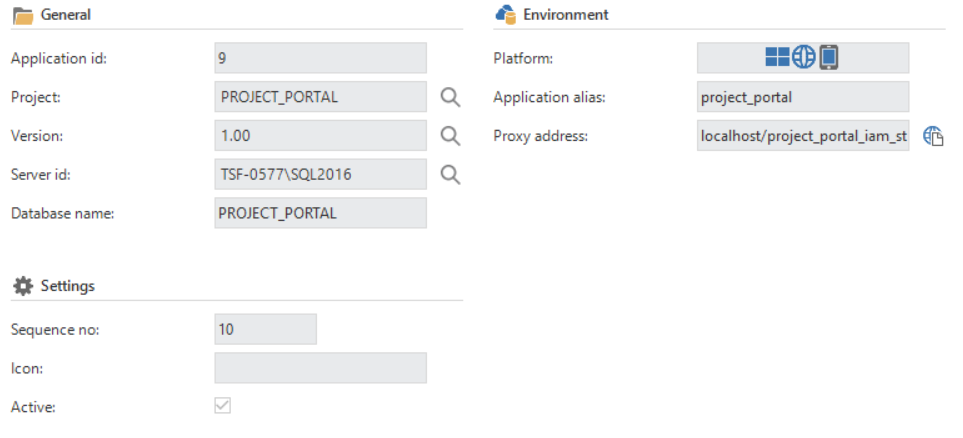 General
Application id: 9
Project: PROJECT_PORTAL
Version: 1.00
Server id: TSF-0577\SQL2016
Database name: PROJECT_PORTAL
Settings
Sequence no: 10
Icon:
Active:
Environment
Platform:
Application alias: project_portal
Proxy address: localhost/project_portal_iam_st